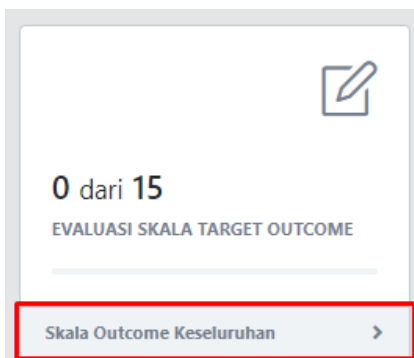 0 dari 15
EVALUASI SKALA TARGET OUTCOME
Skala Outcome Keseluruhan